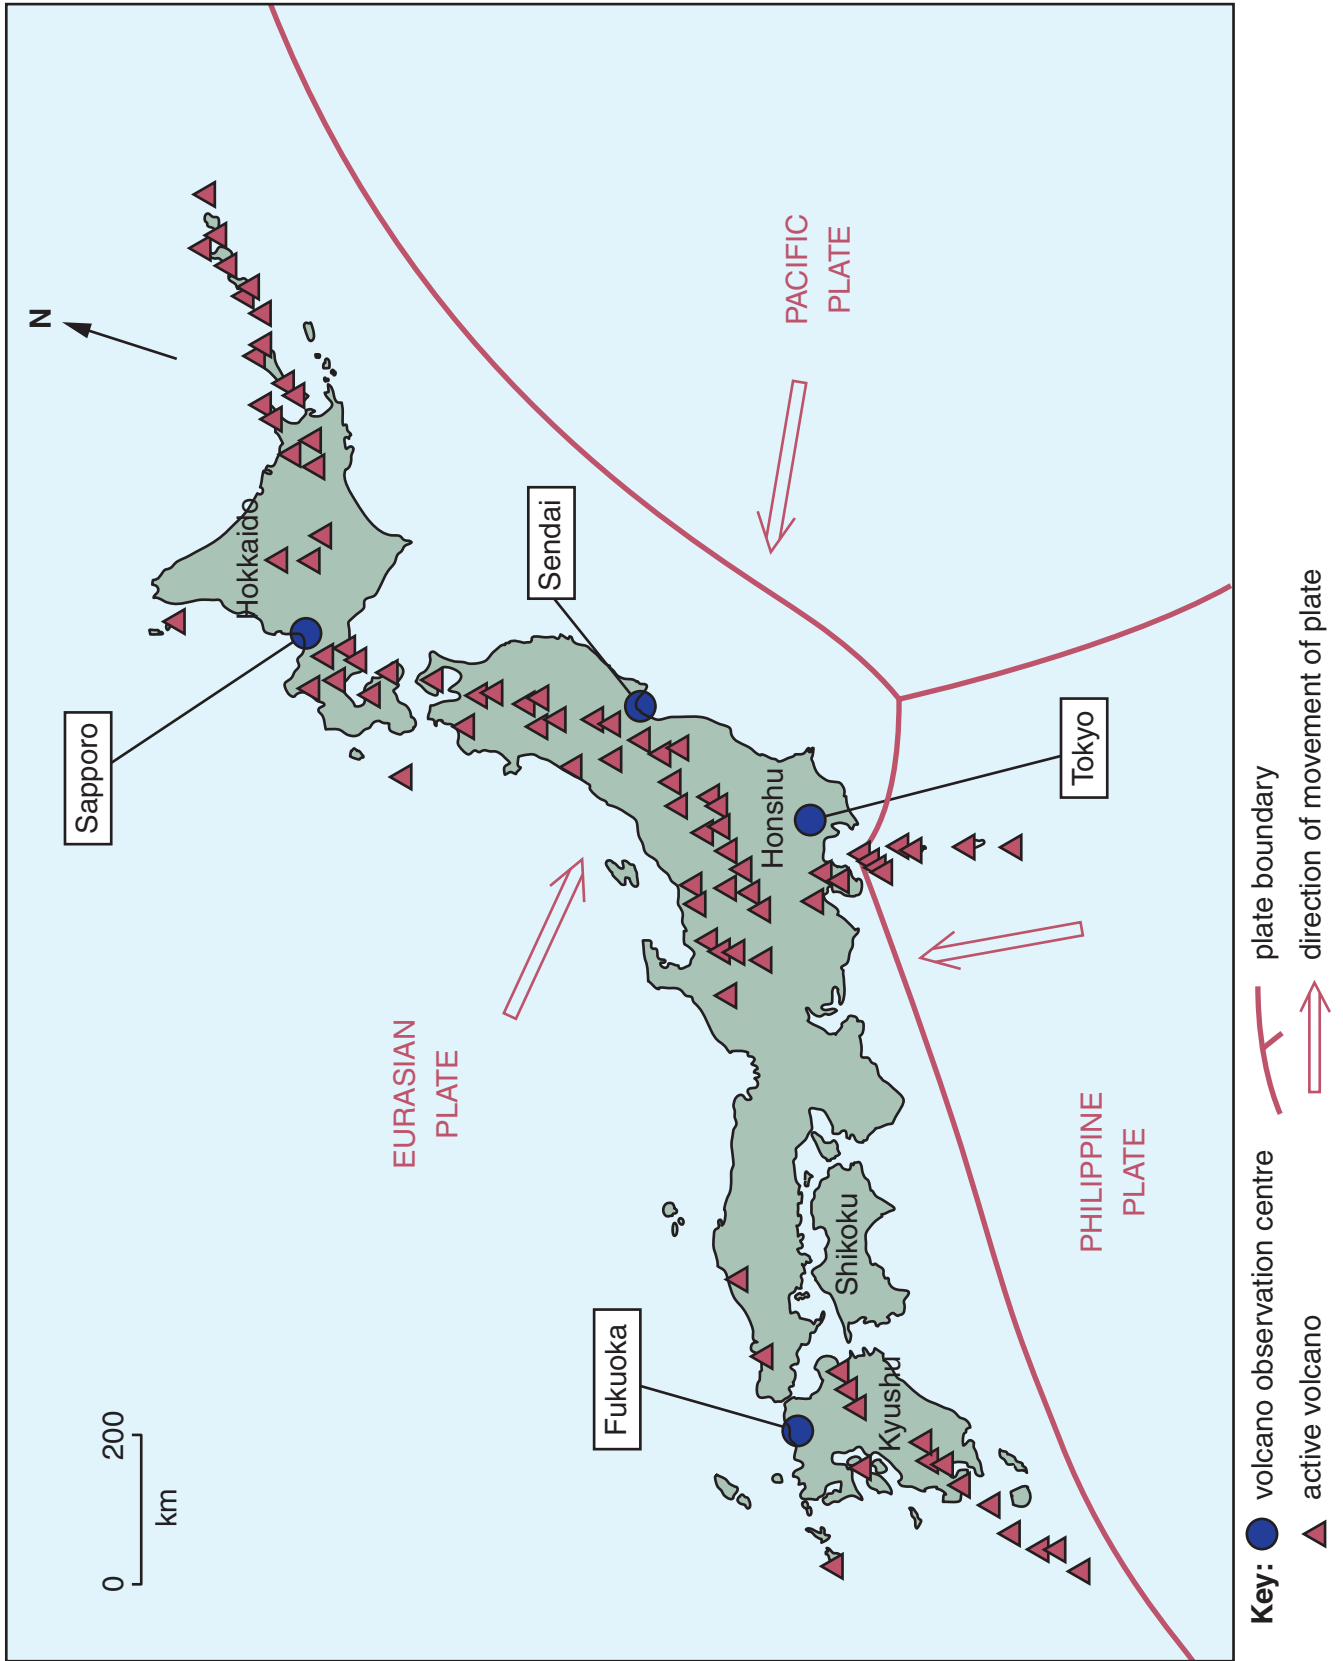 N
Sapporo
Hokkaido
Sendai
PACIFIC
PLATE
EURASIAN
PLATE
Honshu
Tokyo
Fukuoka
Shikoku
Kyushu
PHILIPPINE
PLATE
0 200
km
Key: volcano observation centre plate boundary
active volcano direction of movement of plate